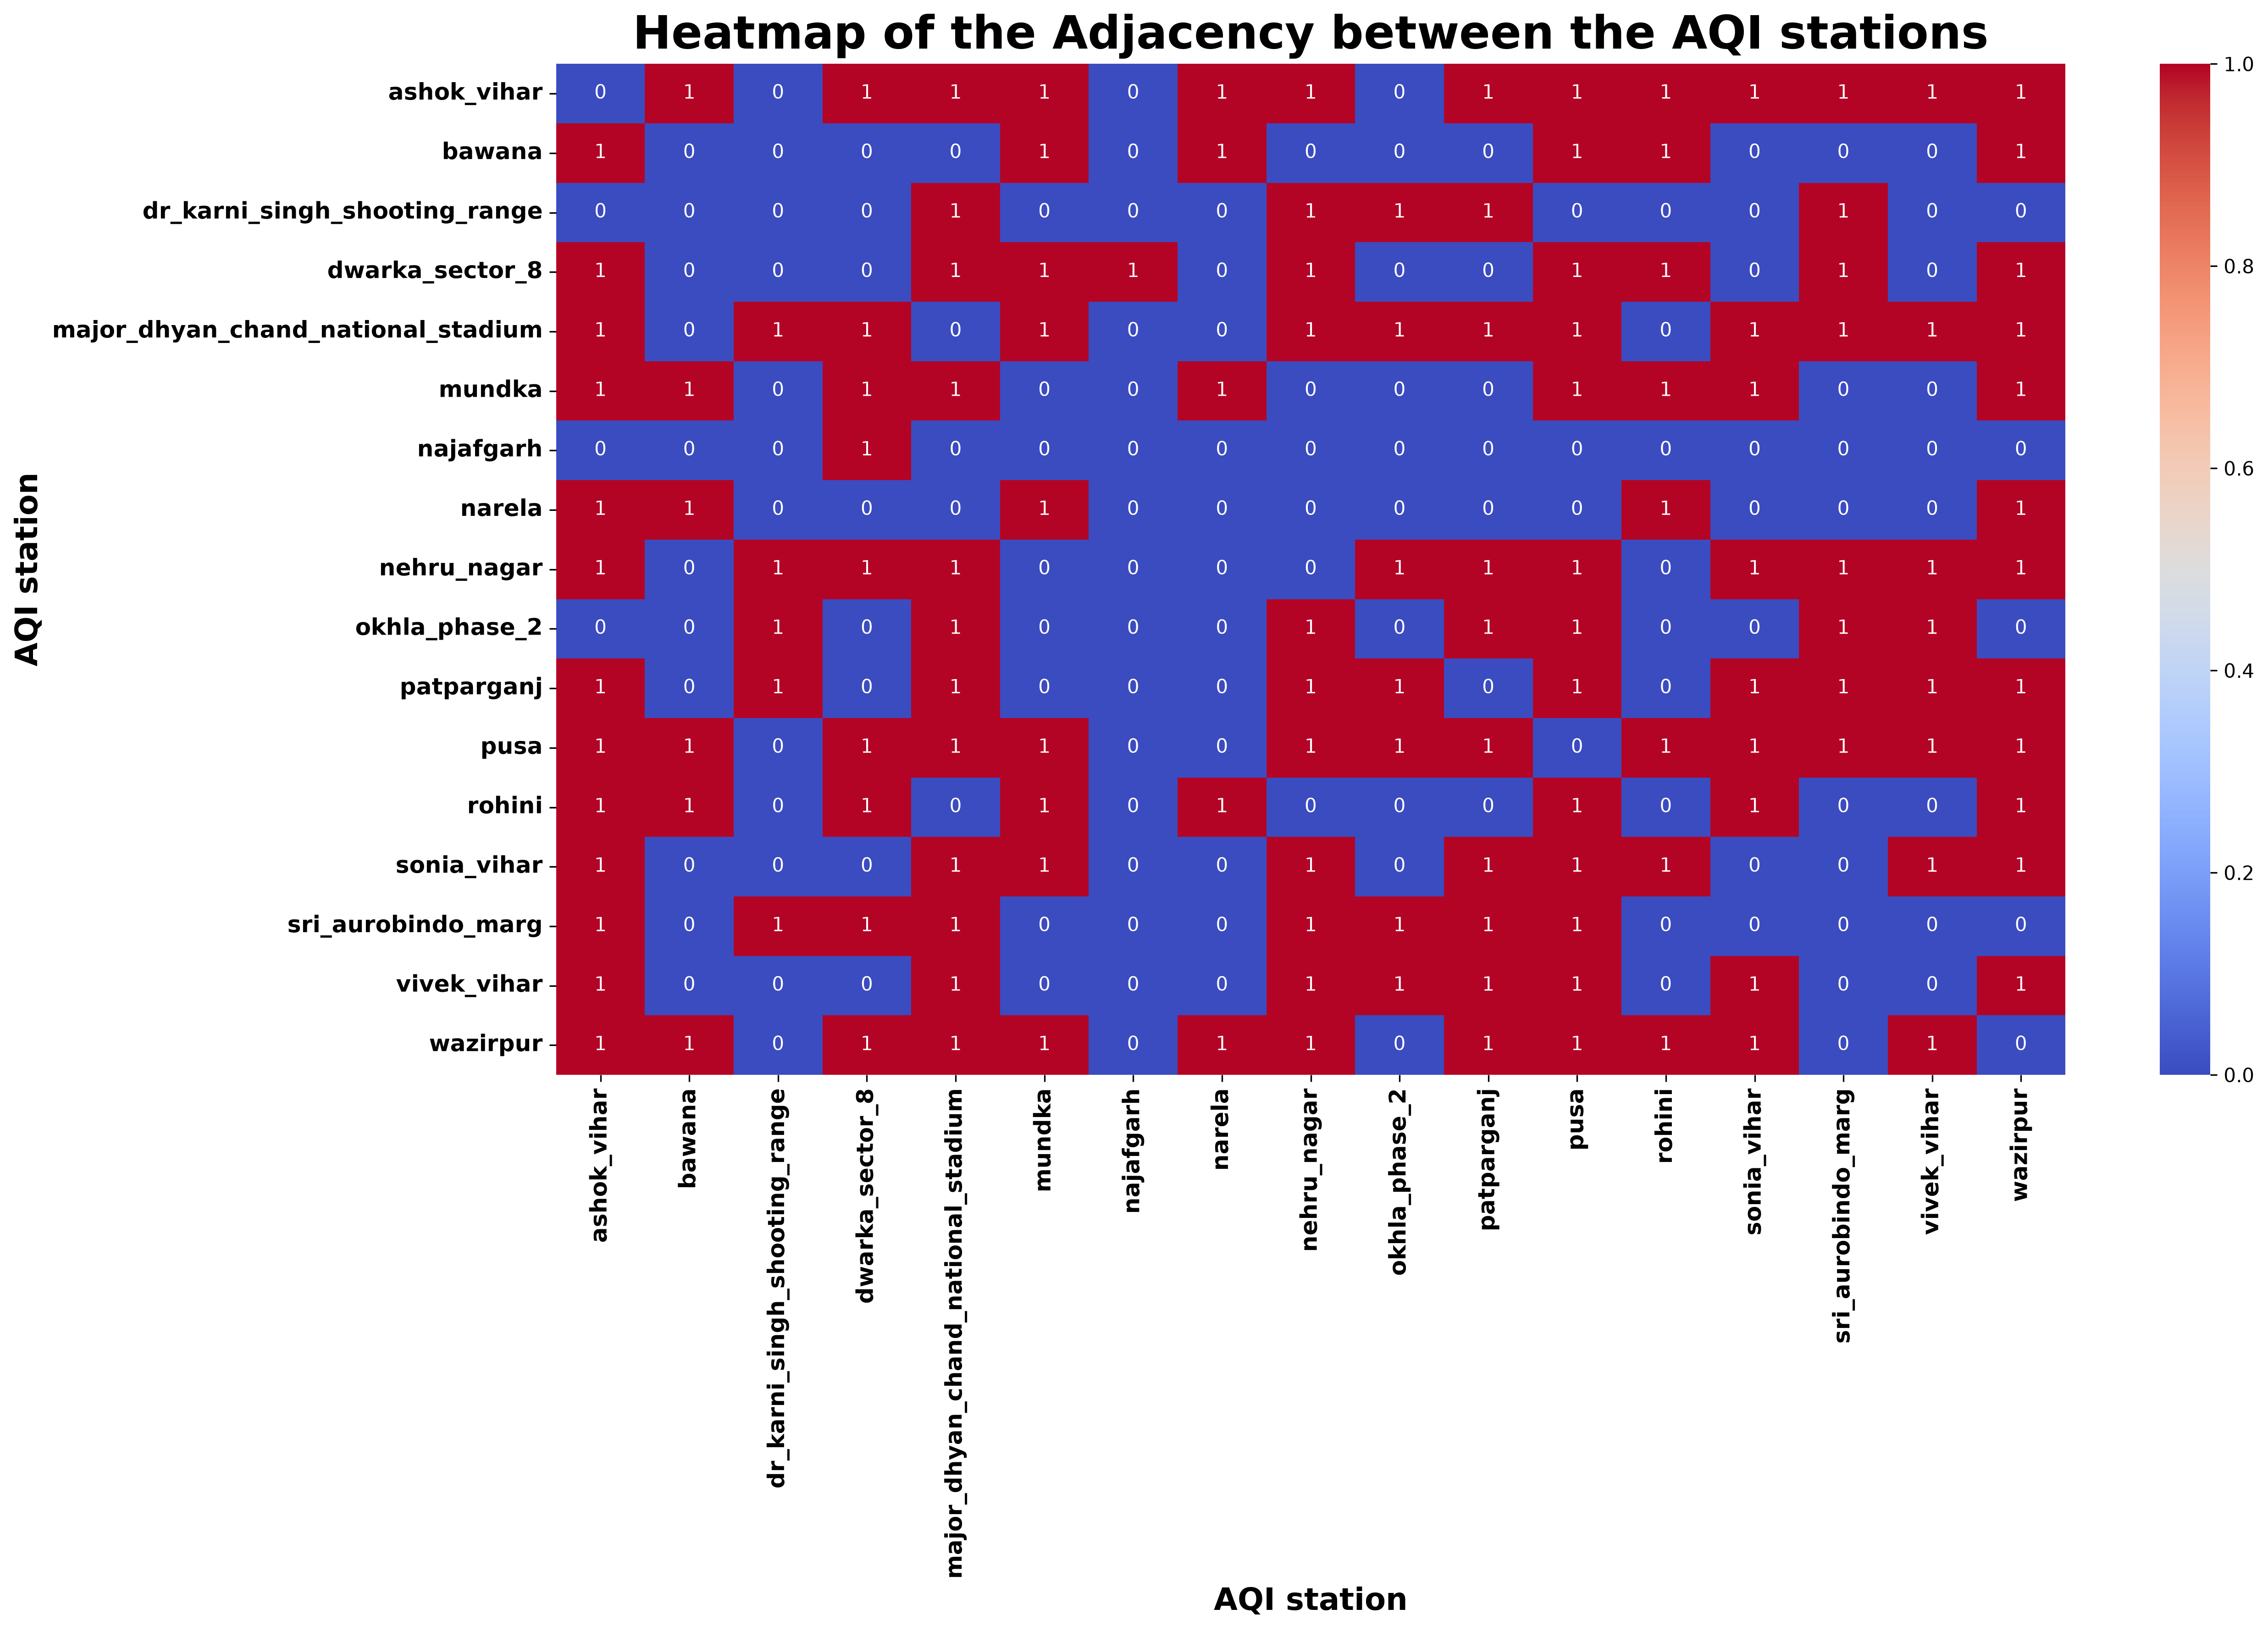 Heatmap of the Adjacency between the AQI stations
ashok_vihar 0 1 0 1 1 1 0 1 1 0 1 1 1 1 1 1 1
bawana 1 0 0 0 0 1 0 1 0 0 0 1 1 0 0 0 1
dr_karni_singh_shooting_range 0 0 0 0 1 0 0 0 1 1 1 0 0 0 1 0 0
dwarka_sector_8 1 0 0 0 1 1 1 0 1 0 0 1 1 0 1 0 1
major_dhyan_chand_national_stadium 1 0 1 1 0 1 0 0 1 1 1 1 0 1 1 1 1
mundka 1 1 0 1 1 0 0 1 0 0 0 1 1 1 0 0 1
najafgarh 0 0 0 1 0 0 0 0 0 0 0 0 0 0 0 0 0
narela 1 1 0 0 0 1 0 0 0 0 0 0 1 0 0 0 1
nehru_nagar 1 0 1 1 1 0 0 0 0 1 1 1 0 1 1 1 1
okhla_phase_2 0 0 1 0 1 0 0 0 1 0 1 1 0 0 1 1 0
patparganj 1 0 1 0 1 0 0 0 1 1 0 1 0 1 1 1 1
pusa 1 1 0 1 1 1 0 0 1 1 1 0 1 1 1 1 1
rohini 1 1 0 1 0 1 0 1 0 0 0 1 0 1 0 0 1
sonia_vihar 1 0 0 0 1 1 0 0 1 0 1 1 1 0 0 1 1
sri_aurobindo_marg 1 0 1 1 1 0 0 0 1 1 1 1 0 0 0 0 0
vivek_vihar 1 0 0 0 1 0 0 0 1 1 1 1 0 1 0 0 1
wazirpur 1 1 0 1 1 1 0 1 1 0 1 1 1 1 0 1 0
AQI station
ashok_vihar
bawana
dr_karni_singh_shooting_range
dwarka_sector_8
major_dhyan_chand_national_stadium
mundka
najafgarh
narela
nehru_nagar
okhla_phase_2
patparganj
pusa
rohini
sonia_vihar
sri_aurobindo_marg
vivek_vihar
wazirpur
AQI station
1.0
0.8
0.6
0.4
0.2
0.0